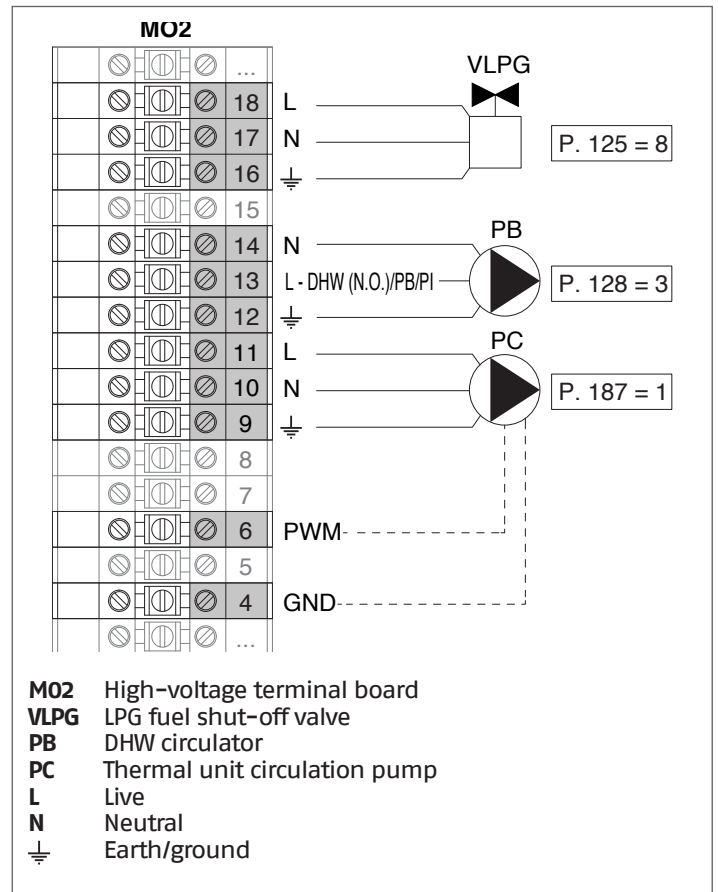 MO2
...
18 L VLPG
17 N P. 125 = 8
16
15
14 N PB
13 L - DHW (N.O.)/PB/PI P. 128 = 3
12
11 L PC
10 N P. 187 = 1
9
8
7
6 PWM
5
4 GND
...
M02 High-voltage terminal board
VLPG LPG fuel shut-off valve
PB DHW circulator
PC Thermal unit circulation pump
L Live
N Neutral
⏚ Earth/ground